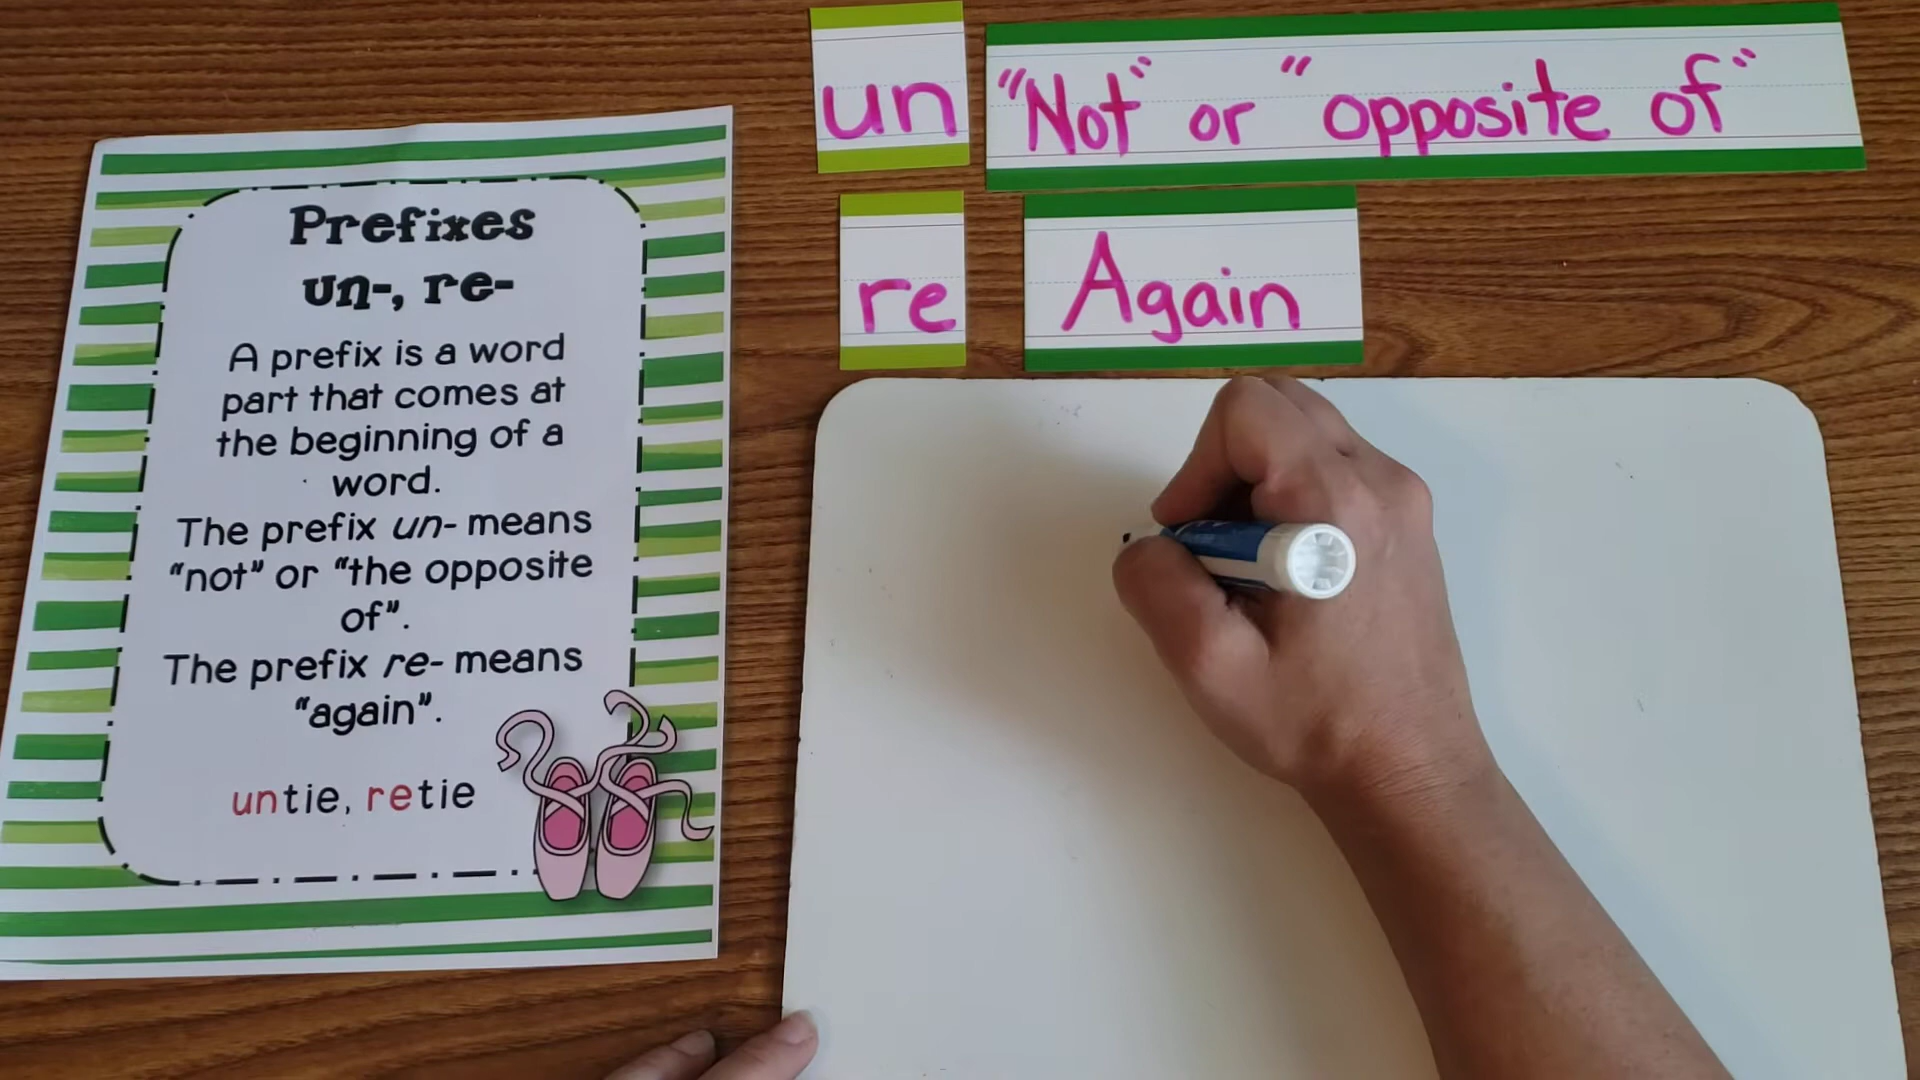 Prefixes
un-, re-
A prefix is a word
part that comes at
the beginning of a
word.
The prefix un- means
"not" or "the opposite
of".
The prefix re- means
"again".
untie, retie
un
"Not" or "opposite of"
re
Again